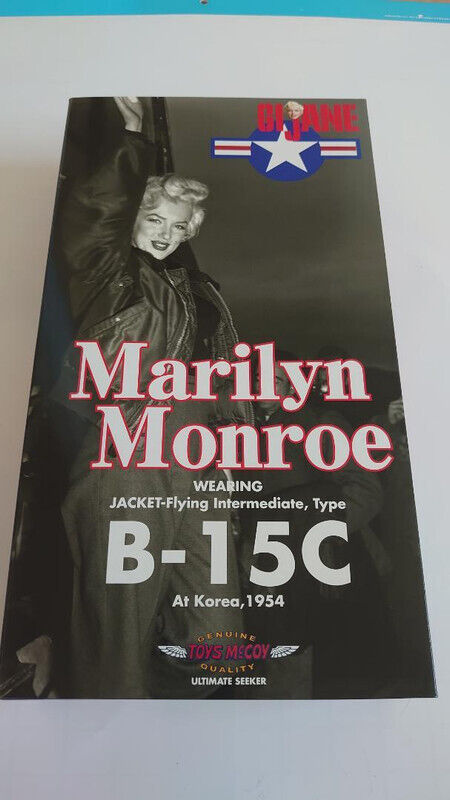 GI JANE
Marilyn
Monroe
WEARING
JACKET-Flying Intermediate, Type
B-15C
At Korea,1954
GENUINE
TOYS McCOY
QUALITY
ULTIMATE SEEKER